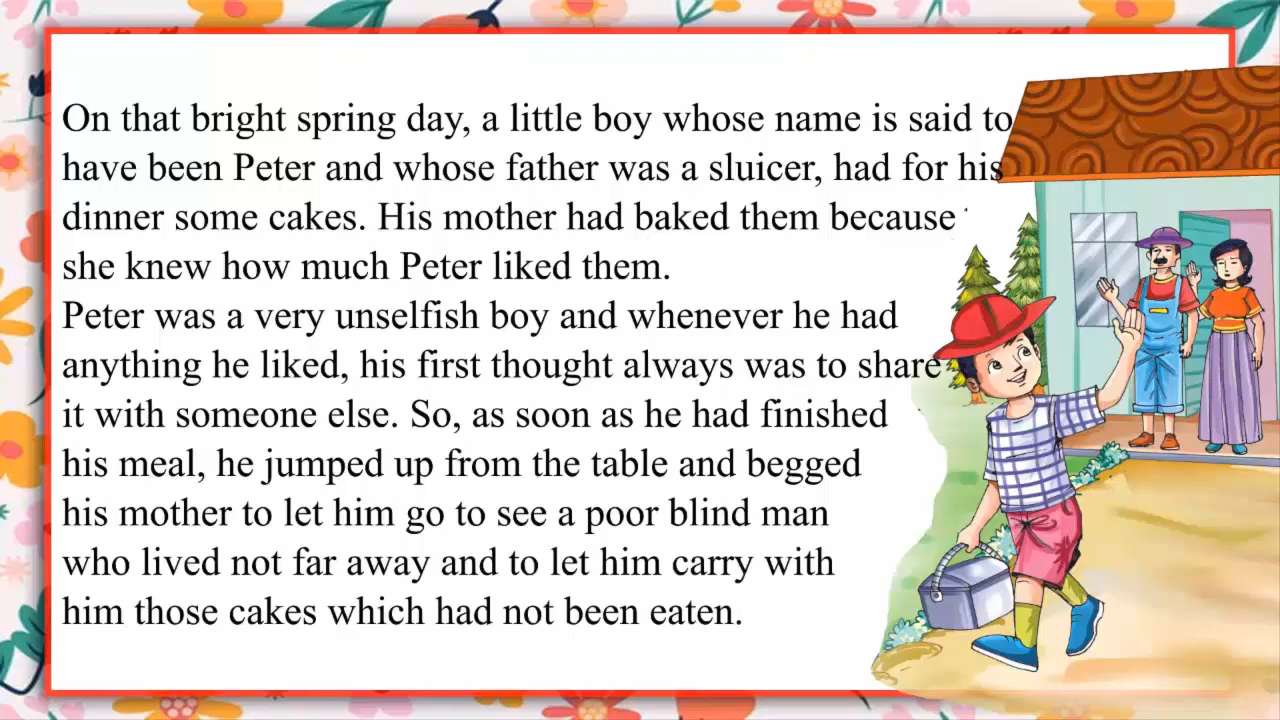 On that bright spring day, a little boy whose name is said to
have been Peter and whose father was a sluicer, had for his
dinner some cakes. His mother had baked them because
she knew how much Peter liked them.
Peter was a very unselfish boy and whenever he had
anything he liked, his first thought always was to share
it with someone else. So, as soon as he had finished
his meal, he jumped up from the table and begged
his mother to let him go to see a poor blind man
who lived not far away and to let him carry with
him those cakes which had not been eaten.